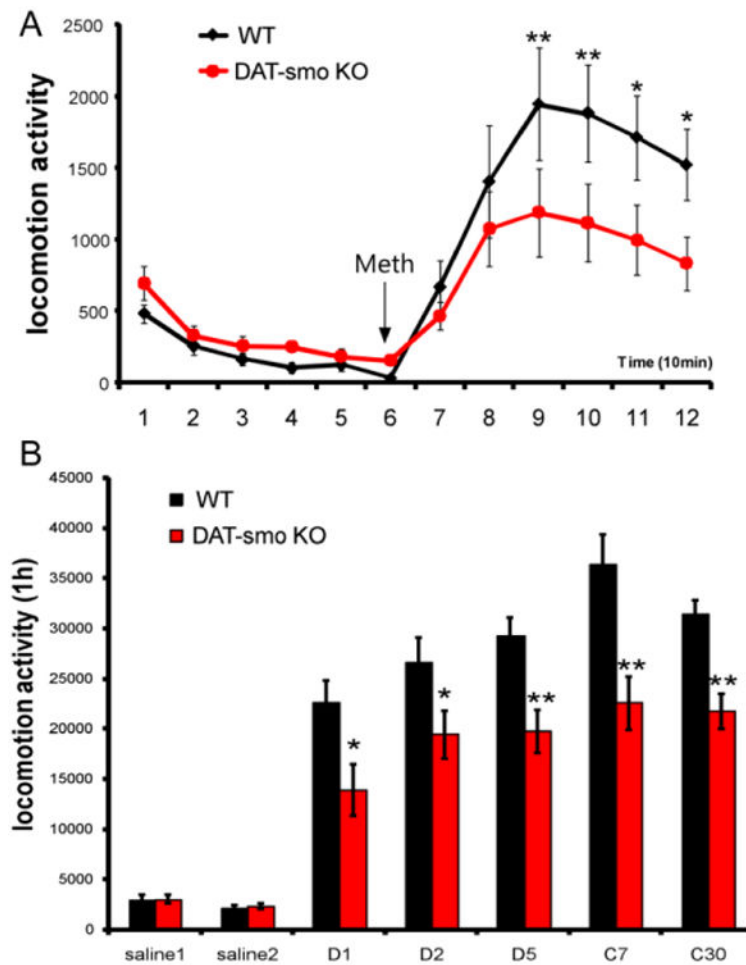 A
2500
2000
1500
1000
500
0
locomotion activity
WT
DAT-smo KO
** ** * *
Meth
Time (10min)
1 2 3 4 5 6 7 8 9 10 11 12
B
45000
40000
35000
30000
25000
20000
15000
10000
5000
0
locomotion activity (1h)
WT
DAT-smo KO
* * ** ** **
saline1 saline2 D1 D2 D5 C7 C30